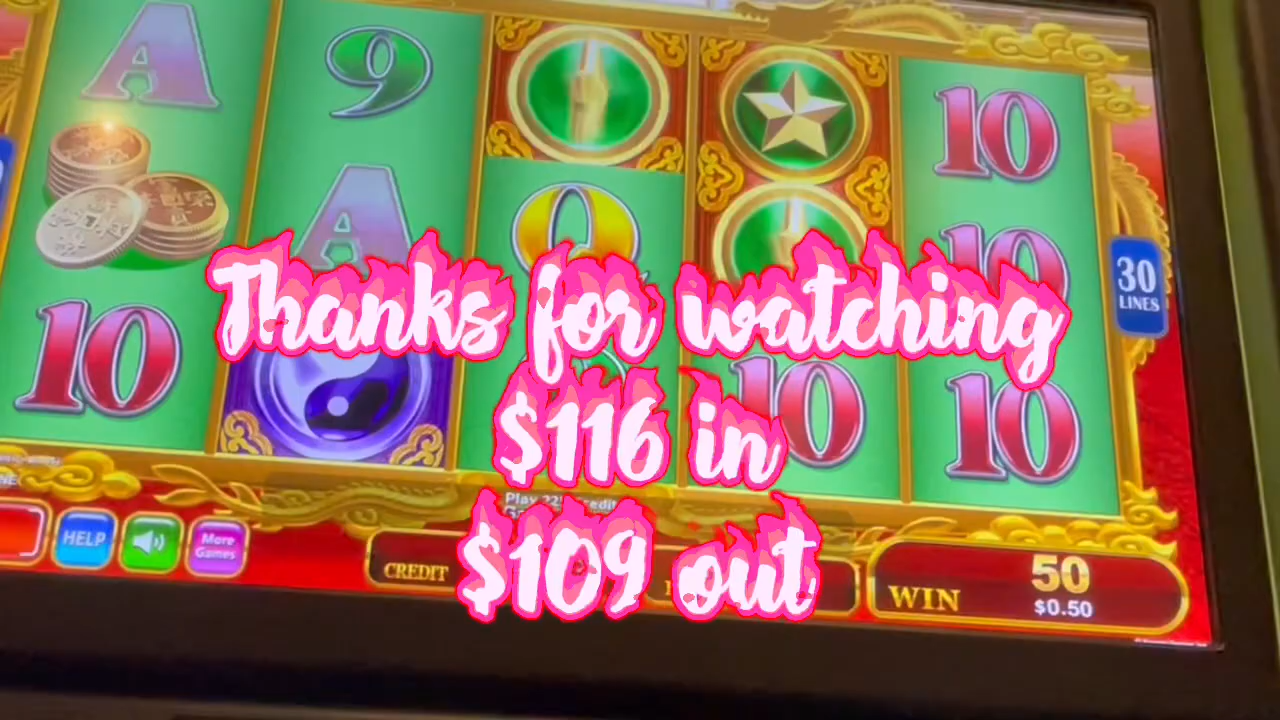 A
9
10
A
Q
10
30
LINES
10
10
10
Thanks for watching
$116 in
$109 out
HELP
More
Games
CREDIT
Play
WIN
50
$0.50